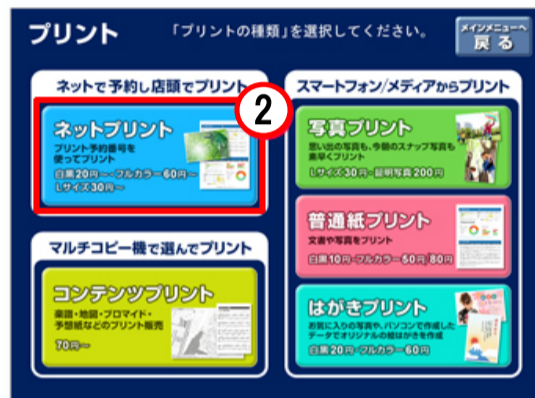 プリント
「プリントの種類」を選択してください。
メインメニューへ
戻る
ネットで予約し店頭でプリント
②
ネットプリント
プリント予約番号を
使ってプリント
白黒20円〜・フルカラー60円〜
Lサイズ30円〜
マルチコピー機で選んでプリント
コンテンツプリント
楽譜・地図・ブロマイド・
予想紙などのプリント販売
70円〜
スマートフォン/メディアからプリント
写真プリント
思い出の写真も、今朝のスナップ写真も
素早くプリント
Lサイズ30円・証明写真200円
普通紙プリント
文書や写真をプリント
白黒10円・フルカラー50円/80円
はがきプリント
お気に入りの写真や、パソコンで作成した
データでオリジナルの絵はがきを作成
白黒20円・フルカラー60円